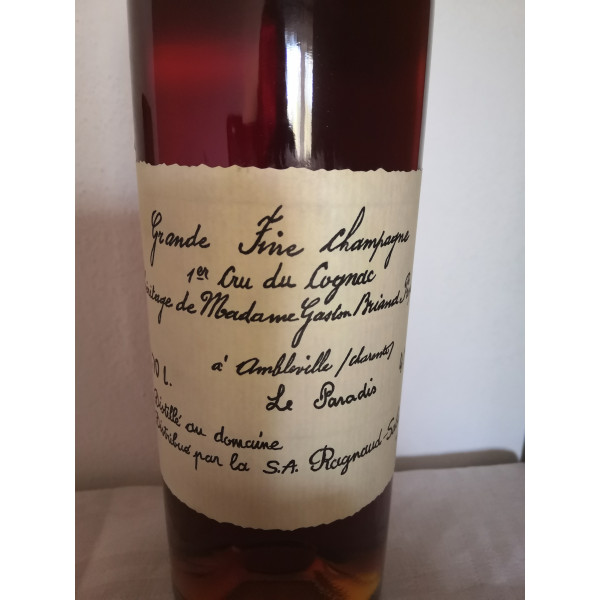 Grande Fine Champagne
1er Cru du Cognac
de Madame Gaston Briand
à Ambleville (Charente)
0 L.
Le Paradis
Distillé au domaine
Distribué par la S.A. Ragnaud-